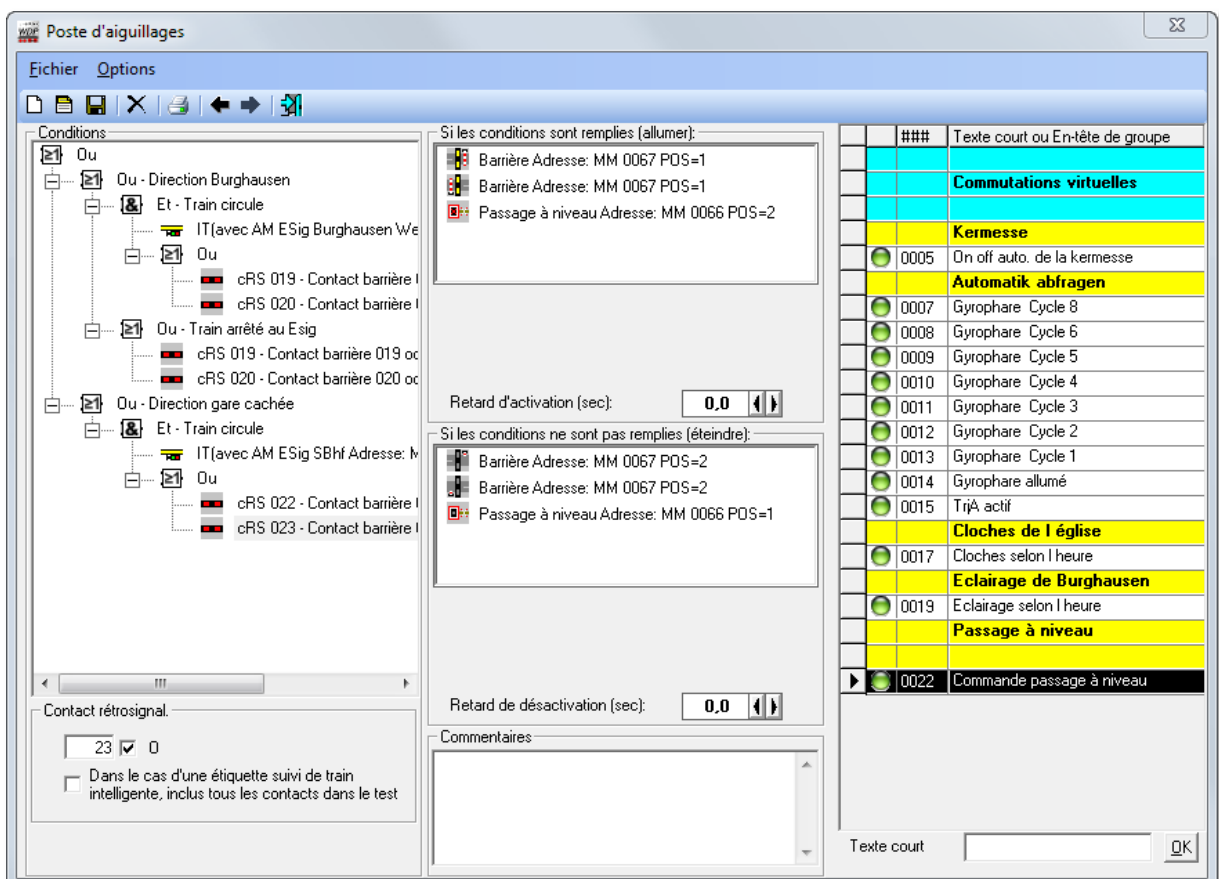 Poste d'aiguillages
Fichier Options
Conditions
≥1 Ou
≥1 Ou - Direction Burghausen
& Et - Train circule
IT(avec AM ESig Burghausen We
≥1 Ou
cRS 019 - Contact barrière
cRS 020 - Contact barrière
≥1 Ou - Train arrêté au Esig
cRS 019 - Contact barrière 019 oc
cRS 020 - Contact barrière 020 oc
≥1 Ou - Direction gare cachée
& Et - Train circule
IT(avec AM ESig SBhf Adresse: M
≥1 Ou
cRS 022 - Contact barrière
cRS 023 - Contact barrière
Contact rétrosignal.
23 O
Dans le cas d'une étiquette suivi de train
intelligente, inclus tous les contacts dans le test
Si les conditions sont remplies (allumer):
Barrière Adresse: MM 0067 POS=1
Barrière Adresse: MM 0067 POS=1
Passage à niveau Adresse: MM 0066 POS=2
Retard d'activation (sec): 0,0
Si les conditions ne sont pas remplies (éteindre):
Barrière Adresse: MM 0067 POS=2
Barrière Adresse: MM 0067 POS=2
Passage à niveau Adresse: MM 0066 POS=1
Retard de désactivation (sec): 0,0
Commentaires
### Texte court ou En-tête de groupe
Commutations virtuelles
Kermesse
0005 On off auto. de la kermesse
Automatik abfragen
0007 Gyrophare Cycle 8
0008 Gyrophare Cycle 6
0009 Gyrophare Cycle 5
0010 Gyrophare Cycle 4
0011 Gyrophare Cycle 3
0012 Gyrophare Cycle 2
0013 Gyrophare Cycle 1
0014 Gyrophare allumé
0015 TrjA actif
Cloches de l église
0017 Cloches selon l heure
Eclairage de Burghausen
0019 Eclairage selon l heure
Passage à niveau
0022 Commande passage à niveau
Texte court OK